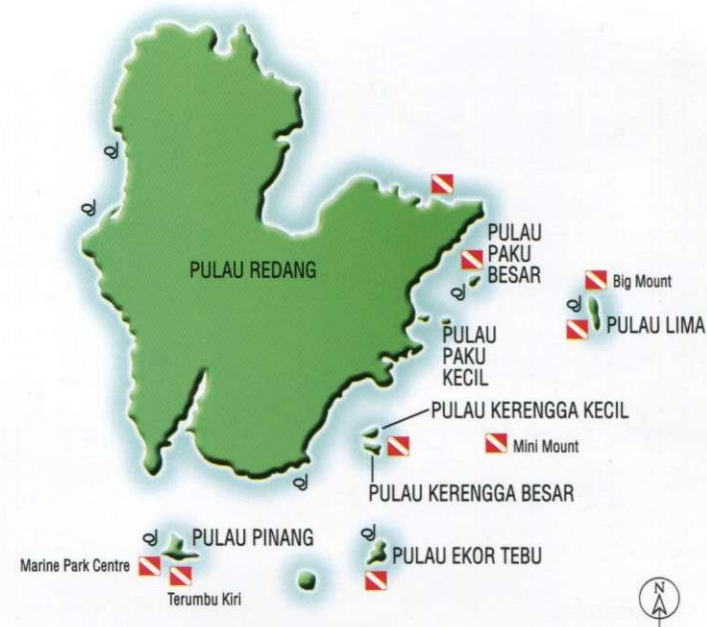 PULAU REDANG
PULAU
PAKU
BESAR
Big Mount
PULAU LIMA
PULAU
PAKU
KECIL
PULAU KERENGGA KECIL
Mini Mount
PULAU KERENGGA BESAR
PULAU PINANG
Marine Park Centre
Terumbu Kiri
PULAU EKOR TEBU
N